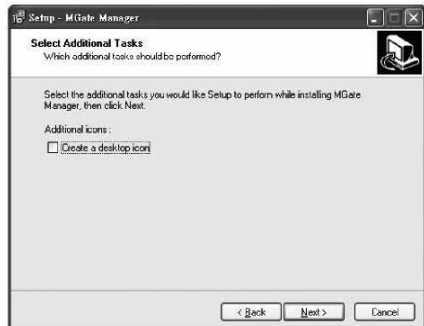 Setup - MGate Manager
Select Additional Tasks
Which additional tasks should be performed?
Select the additional tasks you would like Setup to perform while installing MGate
Manager, then click Next.
Additional icons:
Create a desktop icon
< Back
Next >
Cancel